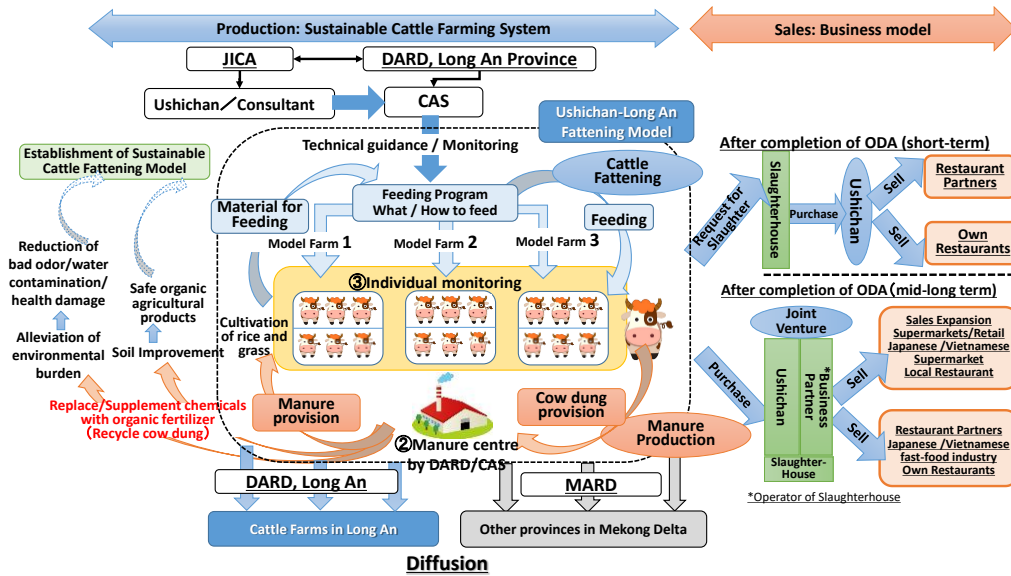 Production: Sustainable Cattle Farming System
Sales: Business model
JICA
DARD, Long An Province
Ushichan／Consultant
CAS
Ushichan-Long An
Fattening Model
Technical guidance / Monitoring
Establishment of Sustainable
Cattle Fattening Model
Cattle
Fattening
Material for
Feeding
Feeding Program
What / How to feed
Feeding
Model Farm 1
Model Farm 2
Model Farm 3
③Individual monitoring
Reduction of
bad odor/water
contamination/
health damage
Safe organic
agricultural
products
Cultivation
of rice and
grass
Alleviation of
environmental
burden
Soil Improvement
Replace/Supplement chemicals
with organic fertilizer
（Recycle cow dung）
Manure
provision
Cow dung
provision
Manure
Production
②Manure centre
by DARD/CAS
DARD, Long An
MARD
Cattle Farms in Long An
Other provinces in Mekong Delta
Diffusion
After completion of ODA (short-term)
Request for
Slaughter
Slaughterhouse
Purchase
Ushichan
Sell
Sell
Restaurant
Partners
Own
Restaurants
After completion of ODA（mid-long term)
Joint
Venture
Purchase
Ushichan
*Business
Partner
Slaughter-
House
Sell
Sell
Sales Expansion
Supermarkets/Retail
Japanese /Vietnamese
Supermarket
Local Restaurant
Restaurant Partners
Japanese /Vietnamese
fast-food industry
Own Restaurants
*Operator of Slaughterhouse